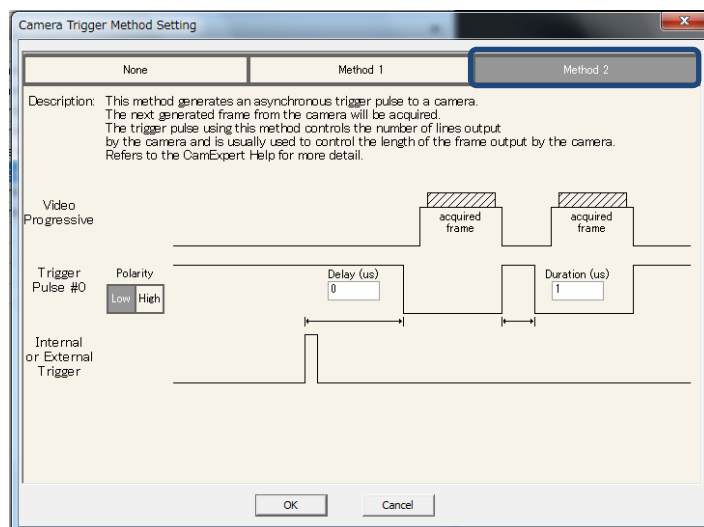 Camera Trigger Method Setting
None
Method 1
Method 2
Description: This method generates an asynchronous trigger pulse to a camera.
The next generated frame from the camera will be acquired.
The trigger pulse using this method controls the number of lines output
by the camera and is usually used to control the length of the frame output by the camera.
Refers to the CamExpert Help for more detail.
Video
Progressive
acquired
frame
acquired
frame
Trigger
Pulse #0
Polarity
Low High
Delay (us)
0
Duration (us)
1
Internal
or External
Trigger
OK
Cancel